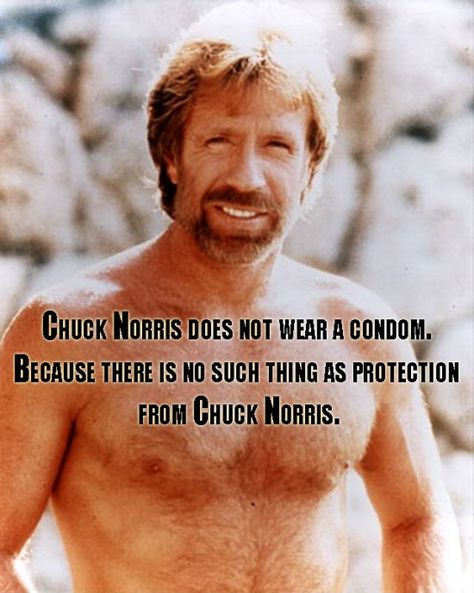 Chuck Norris does not wear a condom.
Because there is no such thing as protection
from Chuck Norris.